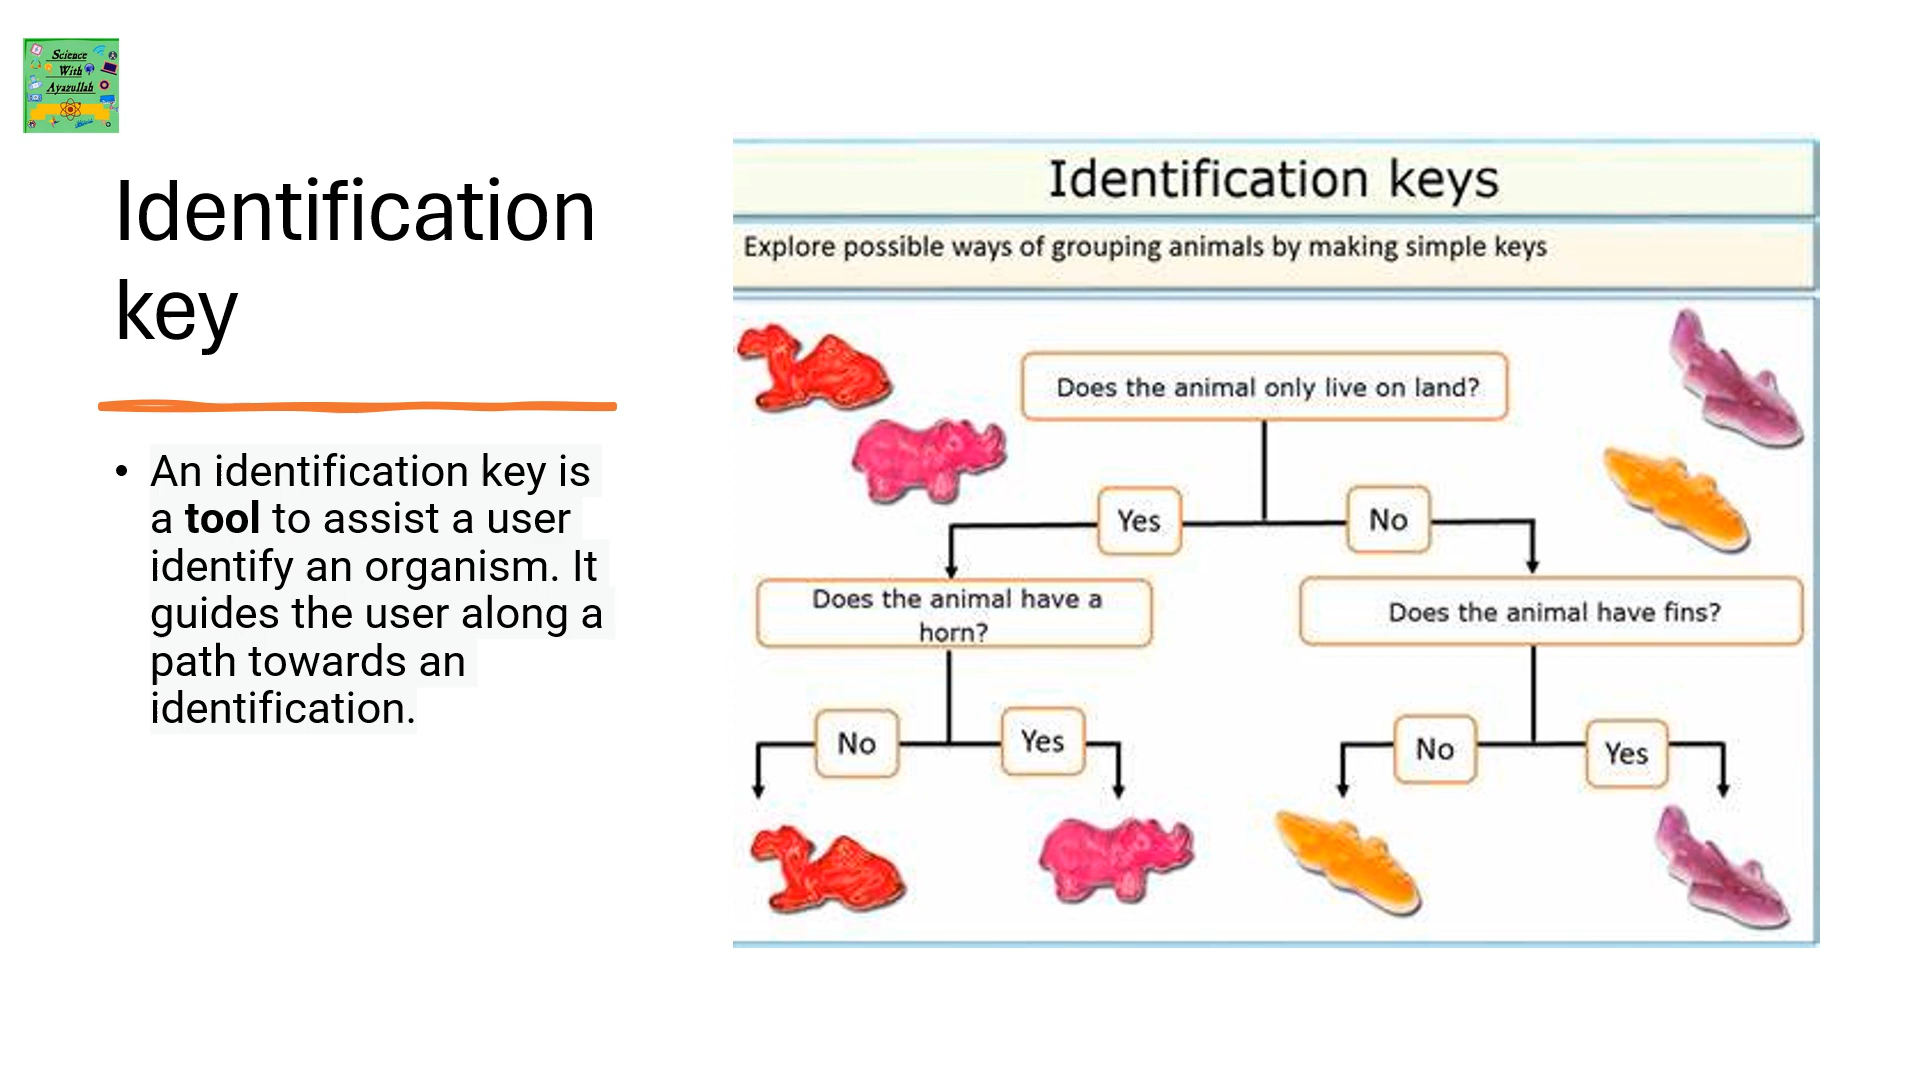 Science
With
Ayazullah
Identification
key
• An identification key is
a tool to assist a user
identify an organism. It
guides the user along a
path towards an
identification.
Identification keys
Explore possible ways of grouping animals by making simple keys
Does the animal only live on land?
Yes
No
Does the animal have a
horn?
Does the animal have fins?
No
Yes
No
Yes